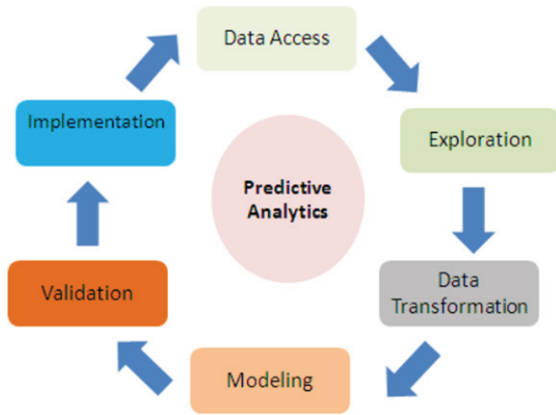 Data Access
Exploration
Data
Transformation
Modeling
Validation
Implementation
Predictive
Analytics